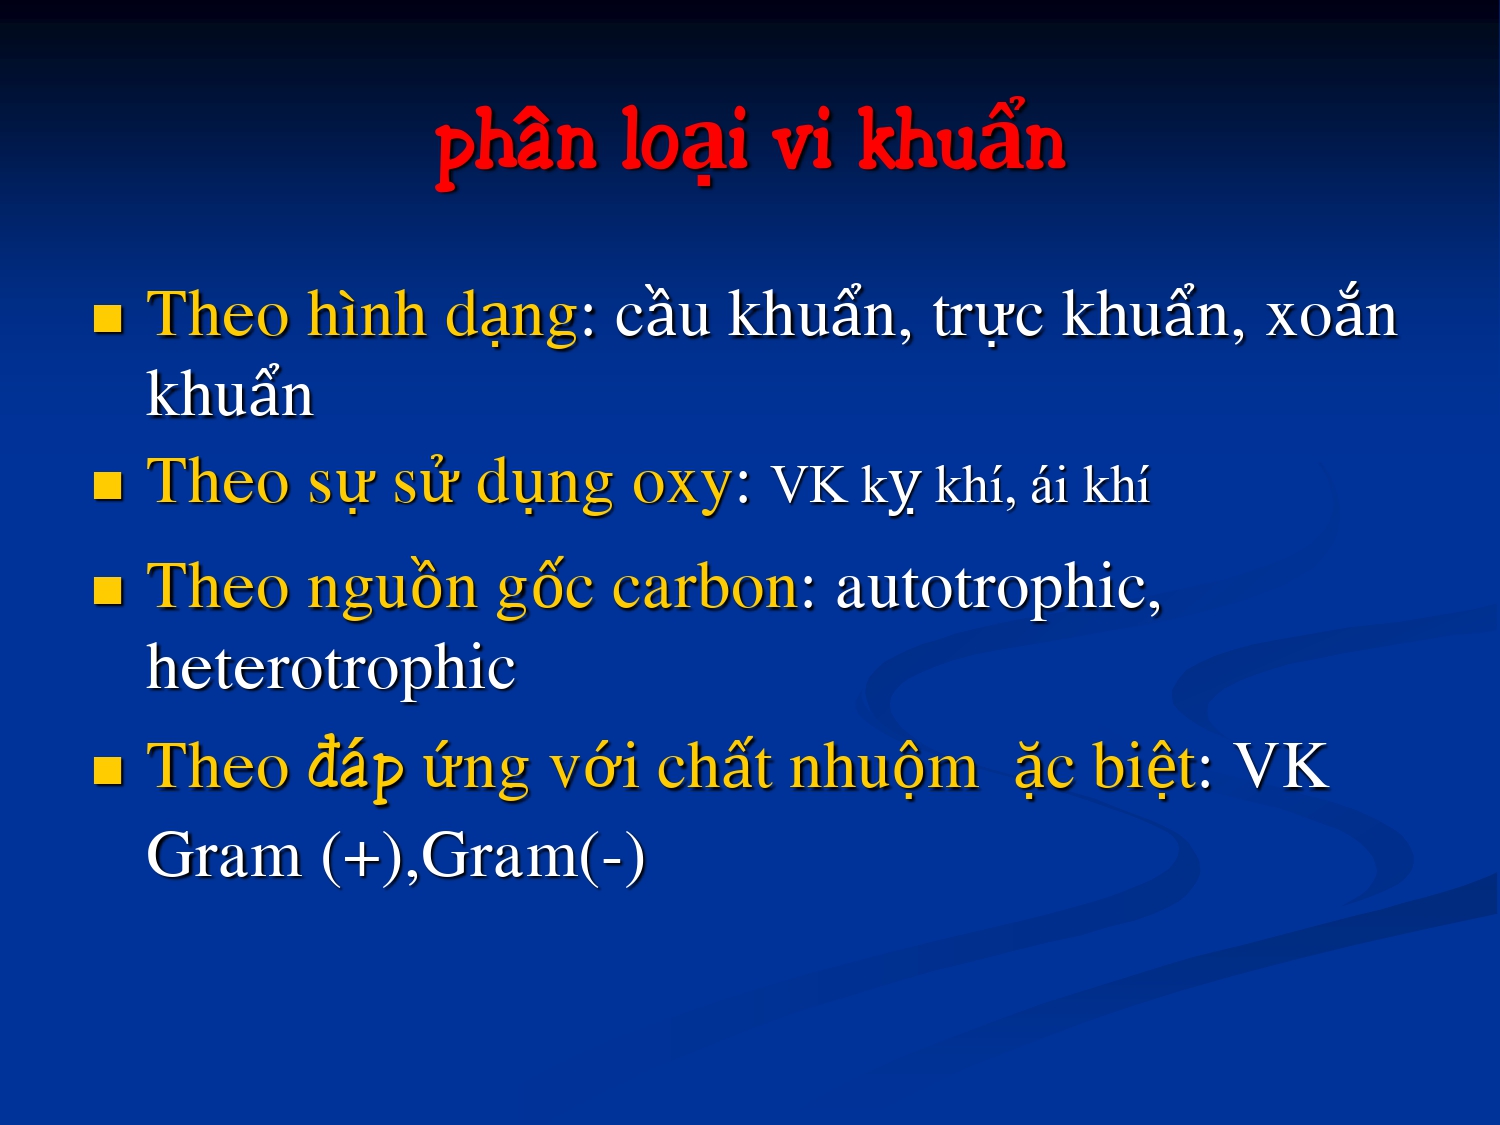 phân loại vi khuẩn
Theo hình dạng: cầu khuẩn, trực khuẩn, xoắn
khuẩn
Theo sự sử dụng oxy: VK kỵ khí, ái khí
Theo nguồn gốc carbon: autotrophic,
heterotrophic
Theo đáp ứng với chất nhuộm ặc biệt: VK
Gram (+),Gram(-)